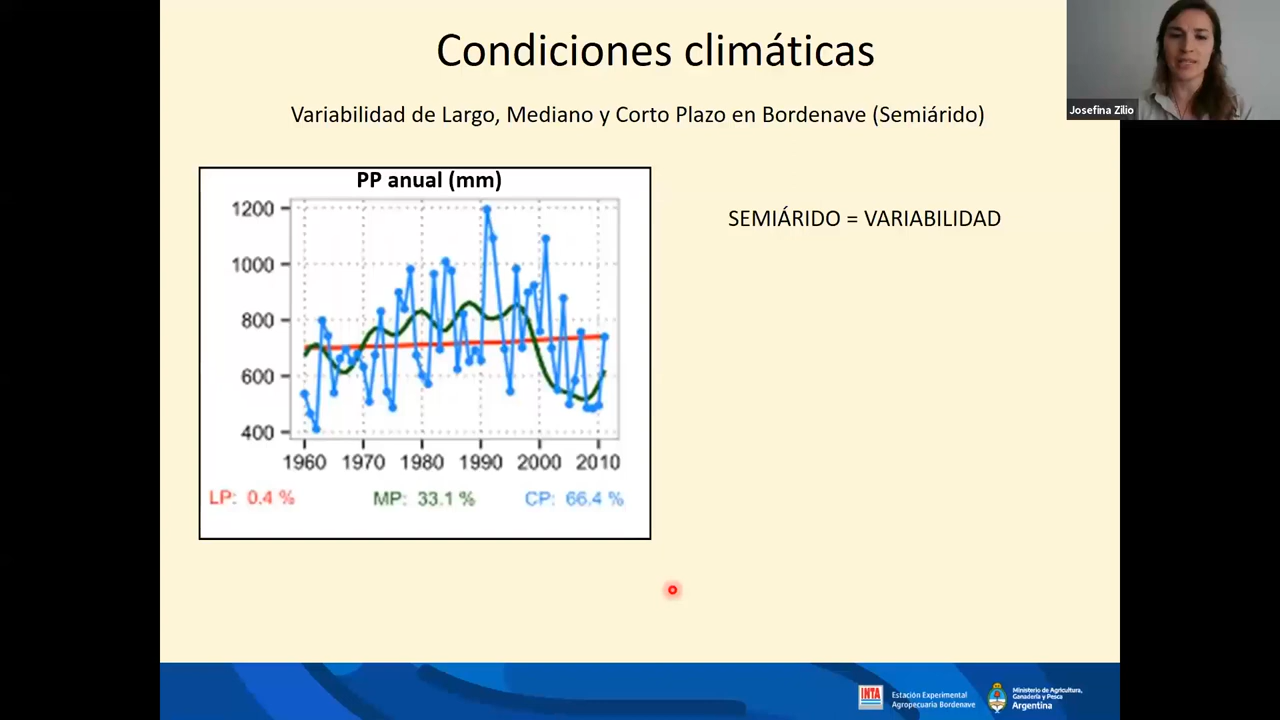 Condiciones climáticas
Josefina Zilio
Variabilidad de Largo, Mediano y Corto Plazo en Bordenave (Semiárido)
PP anual (mm)
SEMIÁRIDO = VARIABILIDAD
1200
1000
800
600
400
1960 1970 1980 1990 2000 2010
LP: 0.4 % MP: 33.1 % CP: 66.4 %
INTA
Estación Experimental
Agropecuaria Bordenave
Ministerio de Agricultura,
Ganadería y Pesca
Argentina